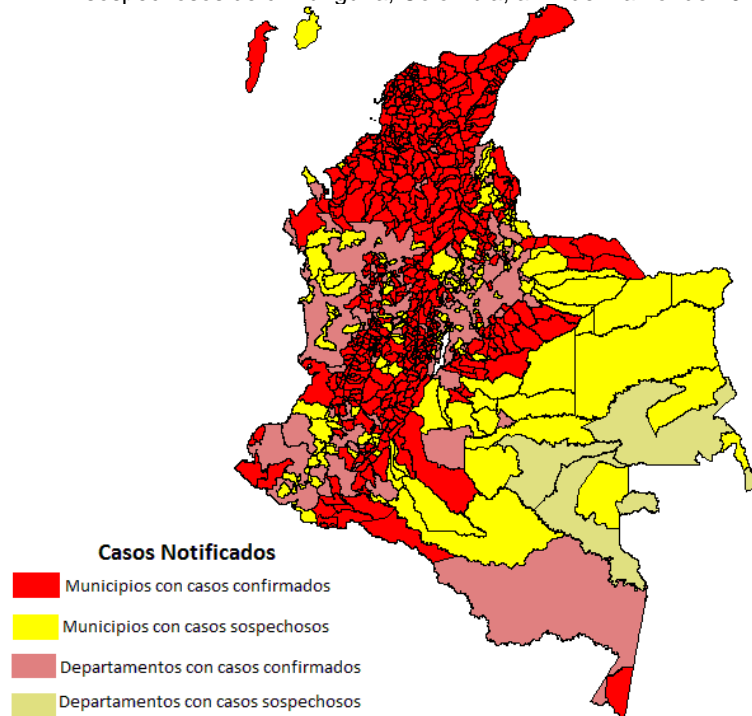 Casos Notificados
Municipios con casos confirmados
Municipios con casos sospechosos
Departamentos con casos confirmados
Departamentos con casos sospechosos